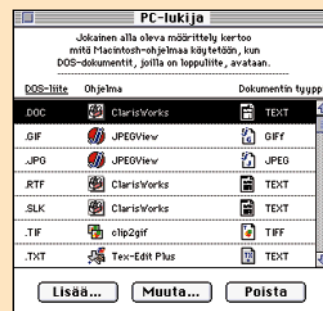 PC-lukija
Jokainen alla oleva määrittely kertoo
mitä Macintosh-ohjelmaa käytetään, kun
DOS-dokumentit, joilla on loppuliite, avataan.
DOS-liite Ohjelma Dokumentin tyypp
.DOC ClarisWorks TEXT
.GIF JPEGView GIFf
.JPG JPEGView JPEG
.RTF ClarisWorks TEXT
.SLK ClarisWorks TEXT
.TIF clip2gif TIFF
.TXT Tex-Edit Plus TEXT
Lisää... Muuta... Poista